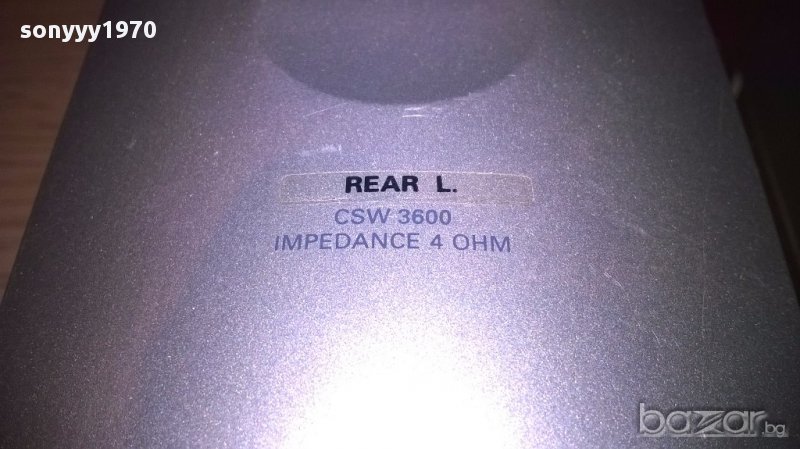 sonyyy1970
REAR L.
CSW 3600
IMPEDANCE 4 OHM
bazar.bg